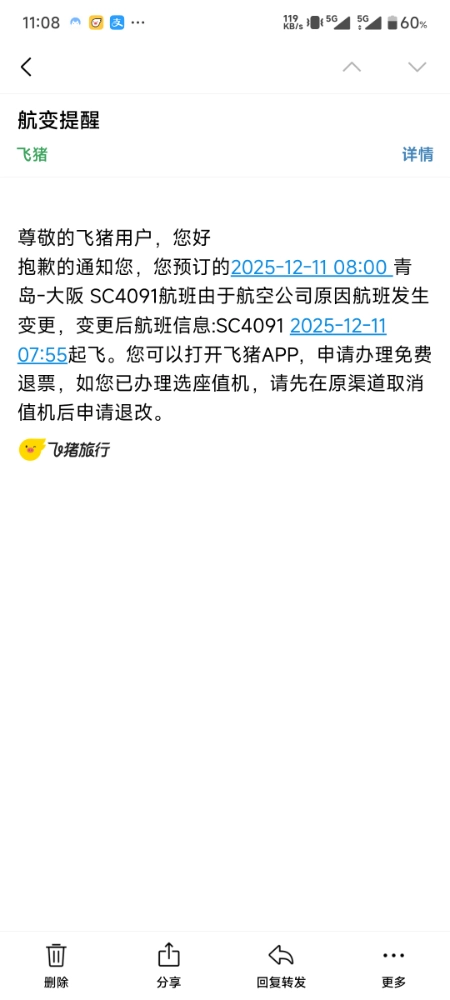 11:08 ··· 119 KB/s 5G 5G 60%
航变提醒
飞猪 详情
尊敬的飞猪用户，您好
抱歉的通知您，您预订的2025-12-11 08:00 青
岛-大阪 SC4091航班由于航空公司原因航班发生
变更，变更后航班信息:SC4091 2025-12-11
07:55起飞。您可以打开飞猪APP，申请办理免费
退票，如您已办理选座值机，请先在原渠道取消
值机后申请退改。
飞猪旅行
删除 分享 回复转发 更多